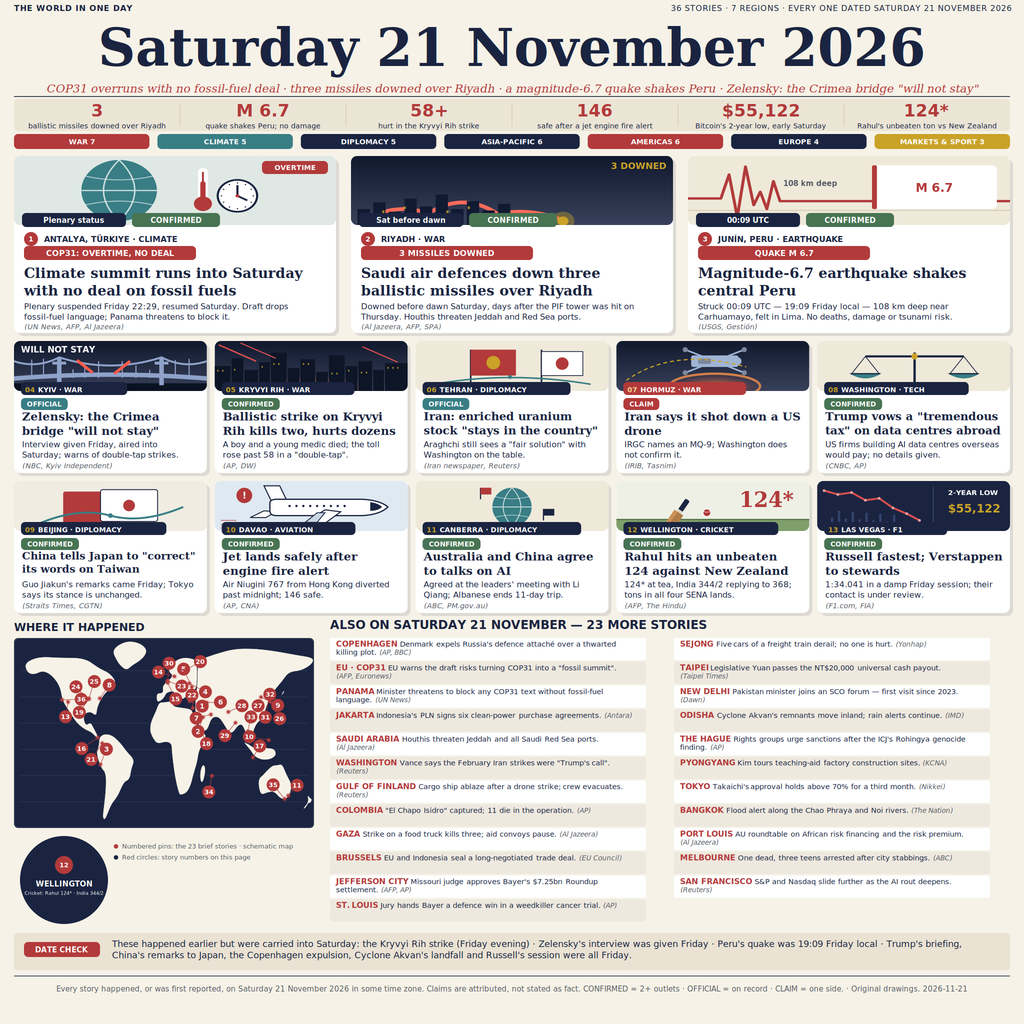 THE WORLD IN ONE DAY
36 STORIES · 7 REGIONS · EVERY ONE DATED SATURDAY 21 NOVEMBER 2026
Saturday 21 November 2026
COP31 overruns with no fossil-fuel deal · three missiles downed over Riyadh · a magnitude-6.7 quake shakes Peru · Zelensky: the Crimea bridge "will not stay"
3
ballistic missiles downed over Riyadh
M 6.7
quake shakes Peru; no damage
58+
hurt in the Kryvyi Rih strike
146
safe after a jet engine fire alert
$55,122
Bitcoin's 2-year low, early Saturday
124*
Rahul's unbeaten ton vs New Zealand
WAR 7
CLIMATE 5
DIPLOMACY 5
ASIA-PACIFIC 6
AMERICAS 6
EUROPE 4
MARKETS & SPORT 3
OVERTIME
Plenary status
CONFIRMED
1 ANTALYA, TÜRKIYE · CLIMATE
COP31: OVERTIME, NO DEAL
Climate summit runs into Saturday
with no deal on fossil fuels
Plenary suspended Friday 22:29, resumed Saturday. Draft drops
fossil-fuel language; Panama threatens to block it.
(UN News, AFP, Al Jazeera)
3 DOWNED
Sat before dawn
CONFIRMED
2 RIYADH · WAR
3 MISSILES DOWNED
Saudi air defences down three
ballistic missiles over Riyadh
Downed before dawn Saturday, days after the PIF tower was hit on
Thursday. Houthis threaten Jeddah and Red Sea ports.
(Al Jazeera, AFP, SPA)
108 km deep
M 6.7
00:09 UTC
CONFIRMED
3 JUNÍN, PERU · EARTHQUAKE
QUAKE M 6.7
Magnitude-6.7 earthquake shakes
central Peru
Struck 00:09 UTC — 19:09 Friday local — 108 km deep near
Carhuamayo, felt in Lima. No deaths, damage or tsunami risk.
(USGS, Gestión)
WILL NOT STAY
04 KYIV · WAR
OFFICIAL
Zelensky: the Crimea
bridge "will not stay"
Interview given Friday, aired into
Saturday; warns of double-tap strikes.
(NBC, Kyiv Independent)
05 KRYVYI RIH · WAR
CONFIRMED
Ballistic strike on Kryvyi
Rih kills two, hurts dozens
A boy and a young medic died; the toll
rose past 58 in a "double-tap".
(AP, DW)
06 TEHRAN · DIPLOMACY
OFFICIAL
Iran: enriched uranium
stock "stays in the country"
Araghchi still sees a "fair solution" with
Washington on the table.
(Iran newspaper, Reuters)
07 HORMUZ · WAR
CLAIM
Iran says it shot down a US
drone
IRGC names an MQ-9; Washington does
not confirm it.
(IRIB, Tasnim)
08 WASHINGTON · TECH
CONFIRMED
Trump vows a "tremendous
tax" on data centres abroad
US firms building AI data centres overseas
would pay; no details given.
(CNBC, AP)
09 BEIJING · DIPLOMACY
CONFIRMED
China tells Japan to "correct"
its words on Taiwan
Guo Jiakun's remarks came Friday; Tokyo
says its stance is unchanged.
(Straits Times, CGTN)
!
10 DAVAO · AVIATION
CONFIRMED
Jet lands safely after
engine fire alert
Air Niugini 767 from Hong Kong diverted
past midnight; 146 safe.
(AP, CNA)
11 CANBERRA · DIPLOMACY
CONFIRMED
Australia and China agree
to talks on AI
Agreed at the leaders' meeting with Li
Qiang; Albanese ends 11-day trip.
(ABC, PM.gov.au)
124*
12 WELLINGTON · CRICKET
CONFIRMED
Rahul hits an unbeaten
124 against New Zealand
124* at tea, India 344/2 replying to 368;
tons in all four SENA lands.
(AFP, The Hindu)
2-YEAR LOW
$55,122
13 LAS VEGAS · F1
CONFIRMED
Russell fastest; Verstappen
to stewards
1:34.041 in a damp Friday session; their
contact is under review.
(F1.com, FIA)
WHERE IT HAPPENED
30
20
14
5
25
8
24
23
22
4
36
15
1
6
32
28
27
9
13
19
7
33
31
26
2
29
10
16
3
18
17
21
34
35
11
12
WELLINGTON
Cricket: Rahul 124* · India 344/2
Numbered pins: the 23 brief stories · schematic map
Red circles: story numbers on this page
ALSO ON SATURDAY 21 NOVEMBER — 23 MORE STORIES
COPENHAGEN Denmark expels Russia's defence attaché over a thwarted
killing plot. (AP, BBC)
EU · COP31 EU warns the draft risks turning COP31 into a "fossil summit".
(AFP, Euronews)
PANAMA Minister threatens to block any COP31 text without fossil-fuel
language. (UN News)
JAKARTA Indonesia's PLN signs six clean-power purchase agreements. (Antara)
SAUDI ARABIA Houthis threaten Jeddah and all Saudi Red Sea ports.
(Al Jazeera)
WASHINGTON Vance says the February Iran strikes were "Trump's call".
(Reuters)
GULF OF FINLAND Cargo ship ablaze after a drone strike; crew evacuates.
(Reuters)
COLOMBIA "El Chapo Isidro" captured; 11 die in the operation. (AP)
GAZA Strike on a food truck kills three; aid convoys pause. (Al Jazeera)
BRUSSELS EU and Indonesia seal a long-negotiated trade deal. (EU Council)
JEFFERSON CITY Missouri judge approves Bayer's $7.25bn Roundup
settlement. (AFP, AP)
ST. LOUIS Jury hands Bayer a defence win in a weedkiller cancer trial. (AP)
SEJONG Five cars of a freight train derail; no one is hurt. (Yonhap)
TAIPEI Legislative Yuan passes the NT$20,000 universal cash payout.
(Taipei Times)
NEW DELHI Pakistan minister joins an SCO forum — first visit since 2023.
(Dawn)
ODISHA Cyclone Akvan's remnants move inland; rain alerts continue. (IMD)
THE HAGUE Rights groups urge sanctions after the ICJ's Rohingya genocide
finding. (AP)
PYONGYANG Kim tours teaching-aid factory construction sites. (KCNA)
TOKYO Takaichi's approval holds above 70% for a third month. (Nikkei)
BANGKOK Flood alert along the Chao Phraya and Noi rivers. (The Nation)
PORT LOUIS AU roundtable on African risk financing and the risk premium.
(Al Jazeera)
MELBOURNE One dead, three teens arrested after city stabbings. (ABC)
SAN FRANCISCO S&P and Nasdaq slide further as the AI rout deepens.
(Reuters)
DATE CHECK
These happened earlier but were carried into Saturday: the Kryvyi Rih strike (Friday evening) · Zelensky's interview was given Friday · Peru's quake was 19:09 Friday local · Trump's briefing,
China's remarks to Japan, the Copenhagen expulsion, Cyclone Akvan's landfall and Russell's session were all Friday.
Every story happened, or was first reported, on Saturday 21 November 2026 in some time zone. Claims are attributed, not stated as fact. CONFIRMED = 2+ outlets · OFFICIAL = on record · CLAIM = one side. · Original drawings. 2026-11-21